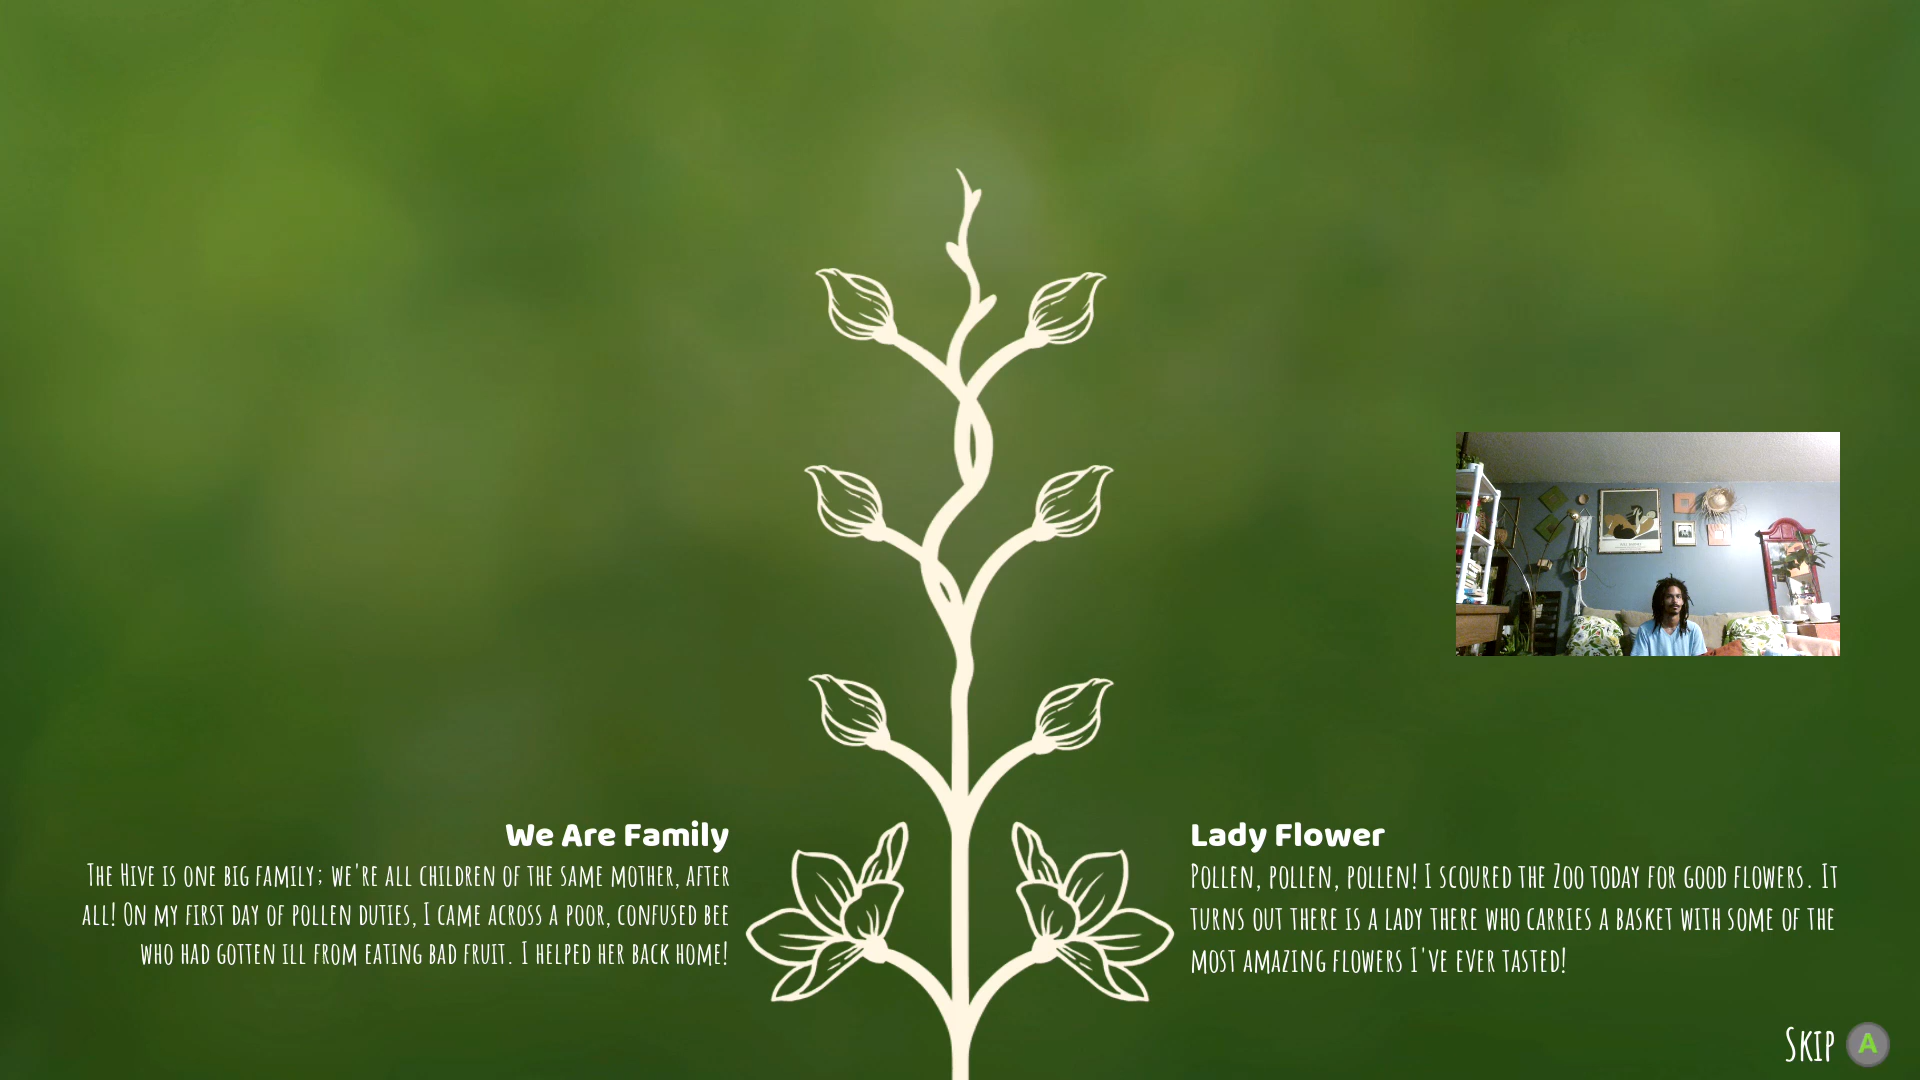 We Are Family
The Hive is one big family; we're all children of the same mother, after
all! On my first day of pollen duties, I came across a poor, confused bee
who had gotten ill from eating bad fruit. I helped her back home!
Lady Flower
Pollen, pollen, pollen! I scoured the Zoo today for good flowers. It
turns out there is a lady there who carries a basket with some of the
most amazing flowers I've ever tasted!
Skip A